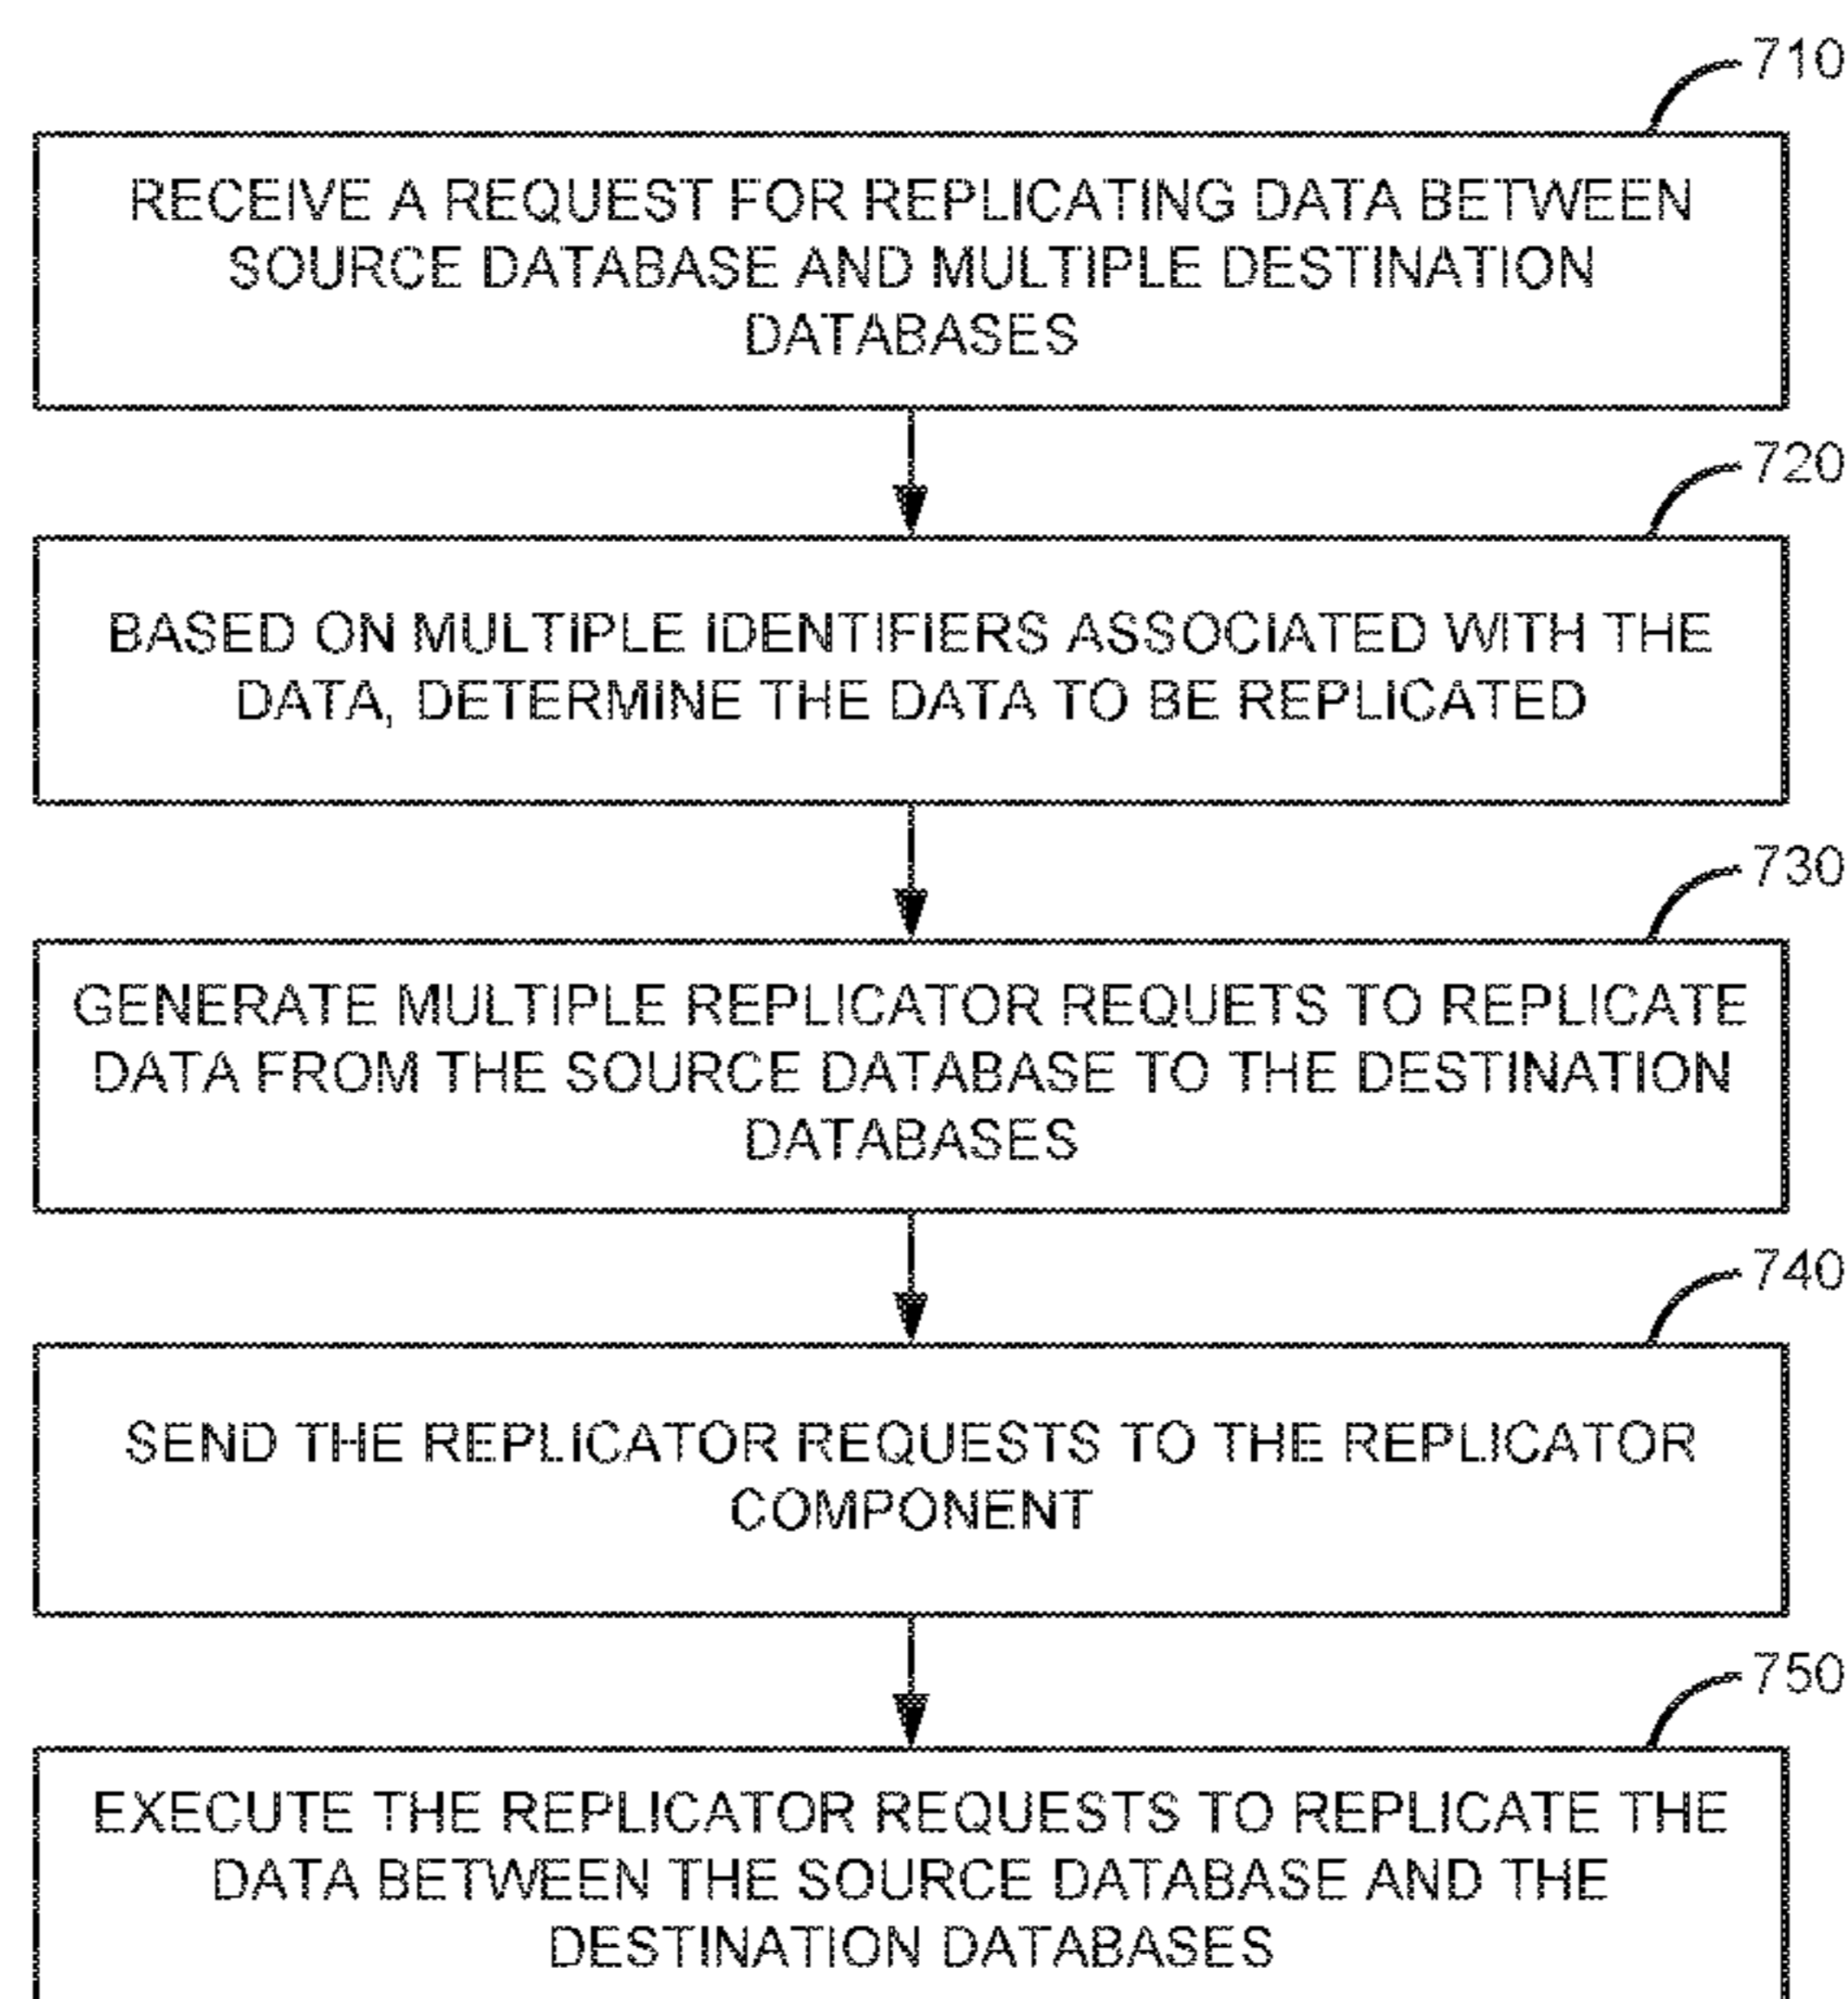 710
RECEIVE A REQUEST FOR REPLICATING DATA BETWEEN
SOURCE DATABASE AND MULTIPLE DESTINATION
DATABASES
720
BASED ON MULTIPLE IDENTIFIERS ASSOCIATED WITH THE
DATA, DETERMINE THE DATA TO BE REPLICATED
730
GENERATE MULTIPLE REPLICATOR REQUETS TO REPLICATE
DATA FROM THE SOURCE DATABASE TO THE DESTINATION
DATABASES
740
SEND THE REPLICATOR REQUESTS TO THE REPLICATOR
COMPONENT
750
EXECUTE THE REPLICATOR REQUESTS TO REPLICATE THE
DATA BETWEEN THE SOURCE DATABASE AND THE
DESTINATION DATABASES